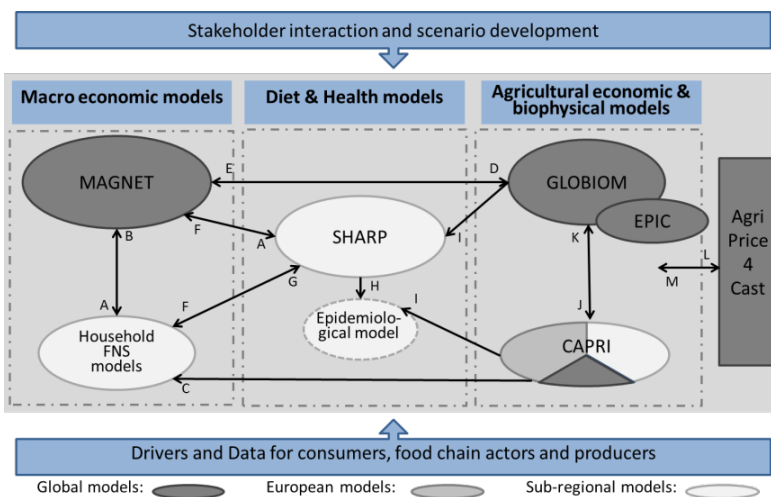 Stakeholder interaction and scenario development
Macro economic models
Diet & Health models
Agricultural economic &
biophysical models
MAGNET
E
D
GLOBIOM
EPIC
B
F
A
SHARP
I
K
L
M
Agri
Price
4
Cast
G
H
A
F
J
Household
FNS
models
Epidemiolo-
gical model
I
CAPRI
C
Drivers and Data for consumers, food chain actors and producers
Global models:
European models:
Sub-regional models: